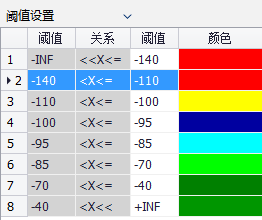 阈值设置
阈值 关系 阈值 颜色
1 -INF <<X<= -140
2 -140 <X<= -110
3 -110 <X<= -100
4 -100 <X<= -95
5 -95 <X<= -85
6 -85 <X<= -70
7 -70 <X<= -40
8 -40 <X<< +INF